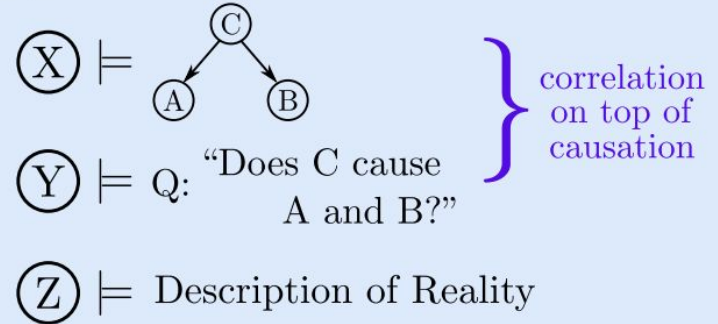 C
X ⊨
A B
correlation
on top of
causation
Y ⊨ Q: “Does C cause
A and B?”
Z ⊨ Description of Reality